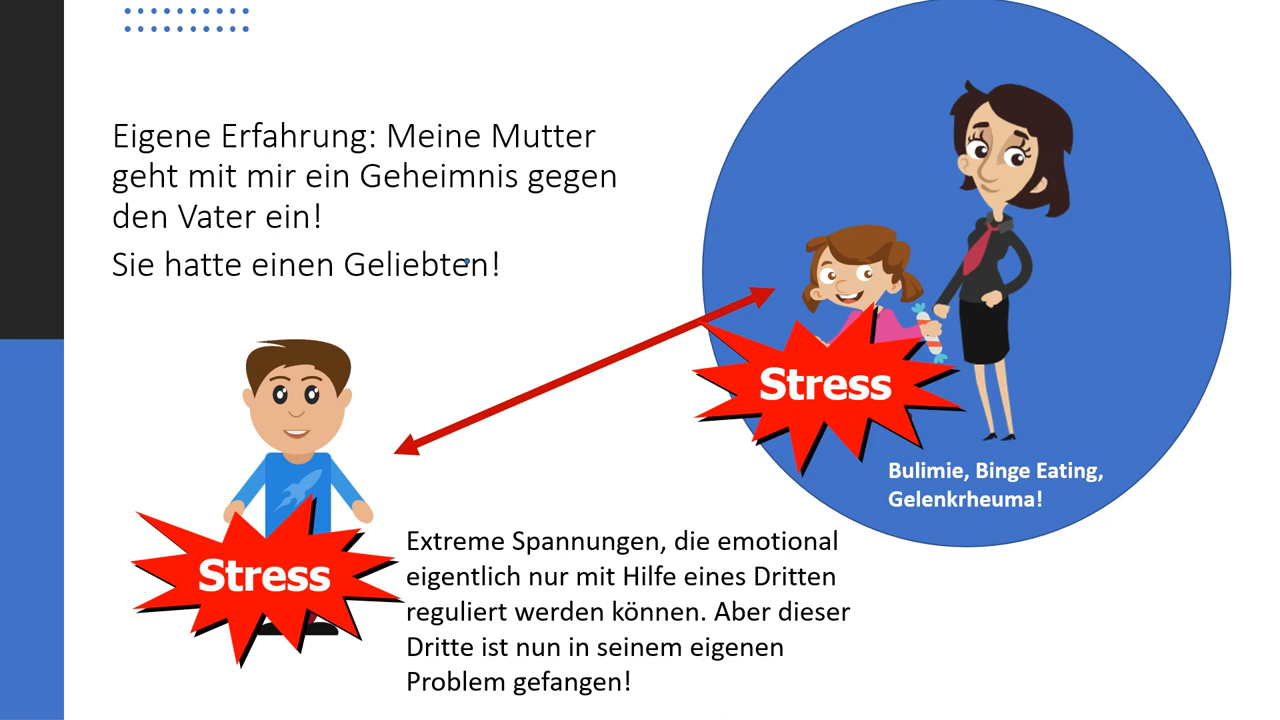 Eigene Erfahrung: Meine Mutter
geht mit mir ein Geheimnis gegen
den Vater ein!
Sie hatte einen Geliebten!
Stress
Bulimie, Binge Eating,
Gelenkrheuma!
Stress
Extreme Spannungen, die emotional
eigentlich nur mit Hilfe eines Dritten
reguliert werden können. Aber dieser
Dritte ist nun in seinem eigenen
Problem gefangen!